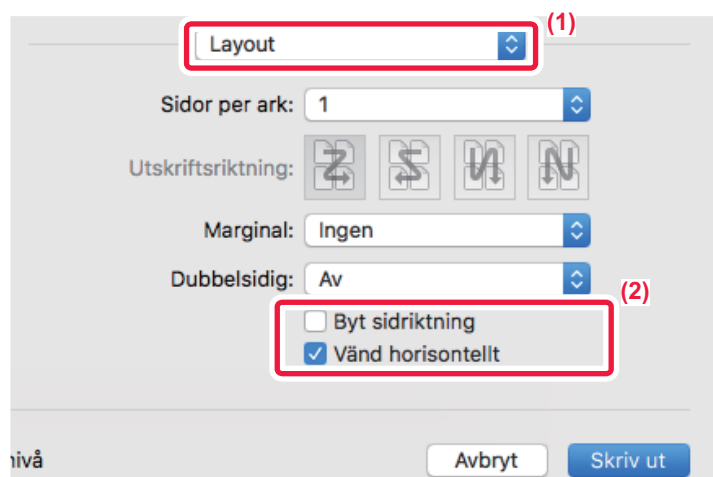 (1)
Layout
Sidor per ark: 1
Utskriftsriktning:
Marginal: Ingen
Dubbelsidig: Av
(2)
Byt sidriktning
Vänd horisontellt
nivå Avbryt Skriv ut